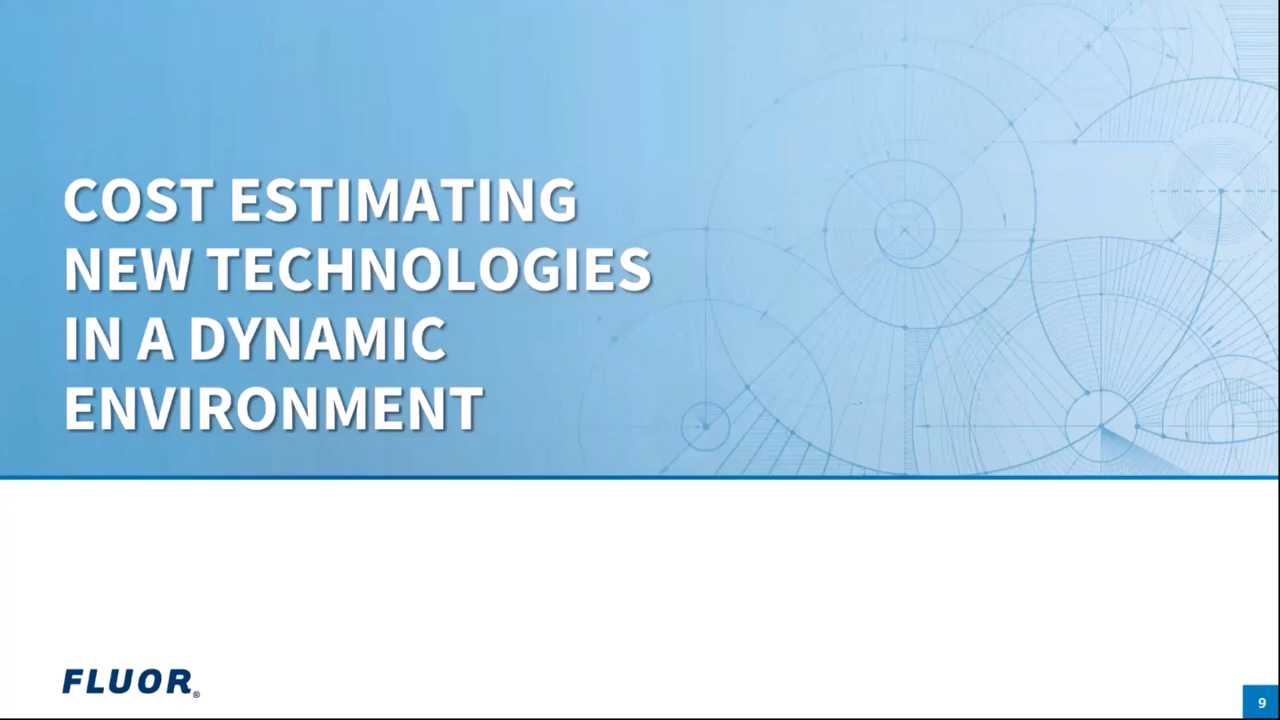 COST ESTIMATING
NEW TECHNOLOGIES
IN A DYNAMIC
ENVIRONMENT
FLUOR®
9